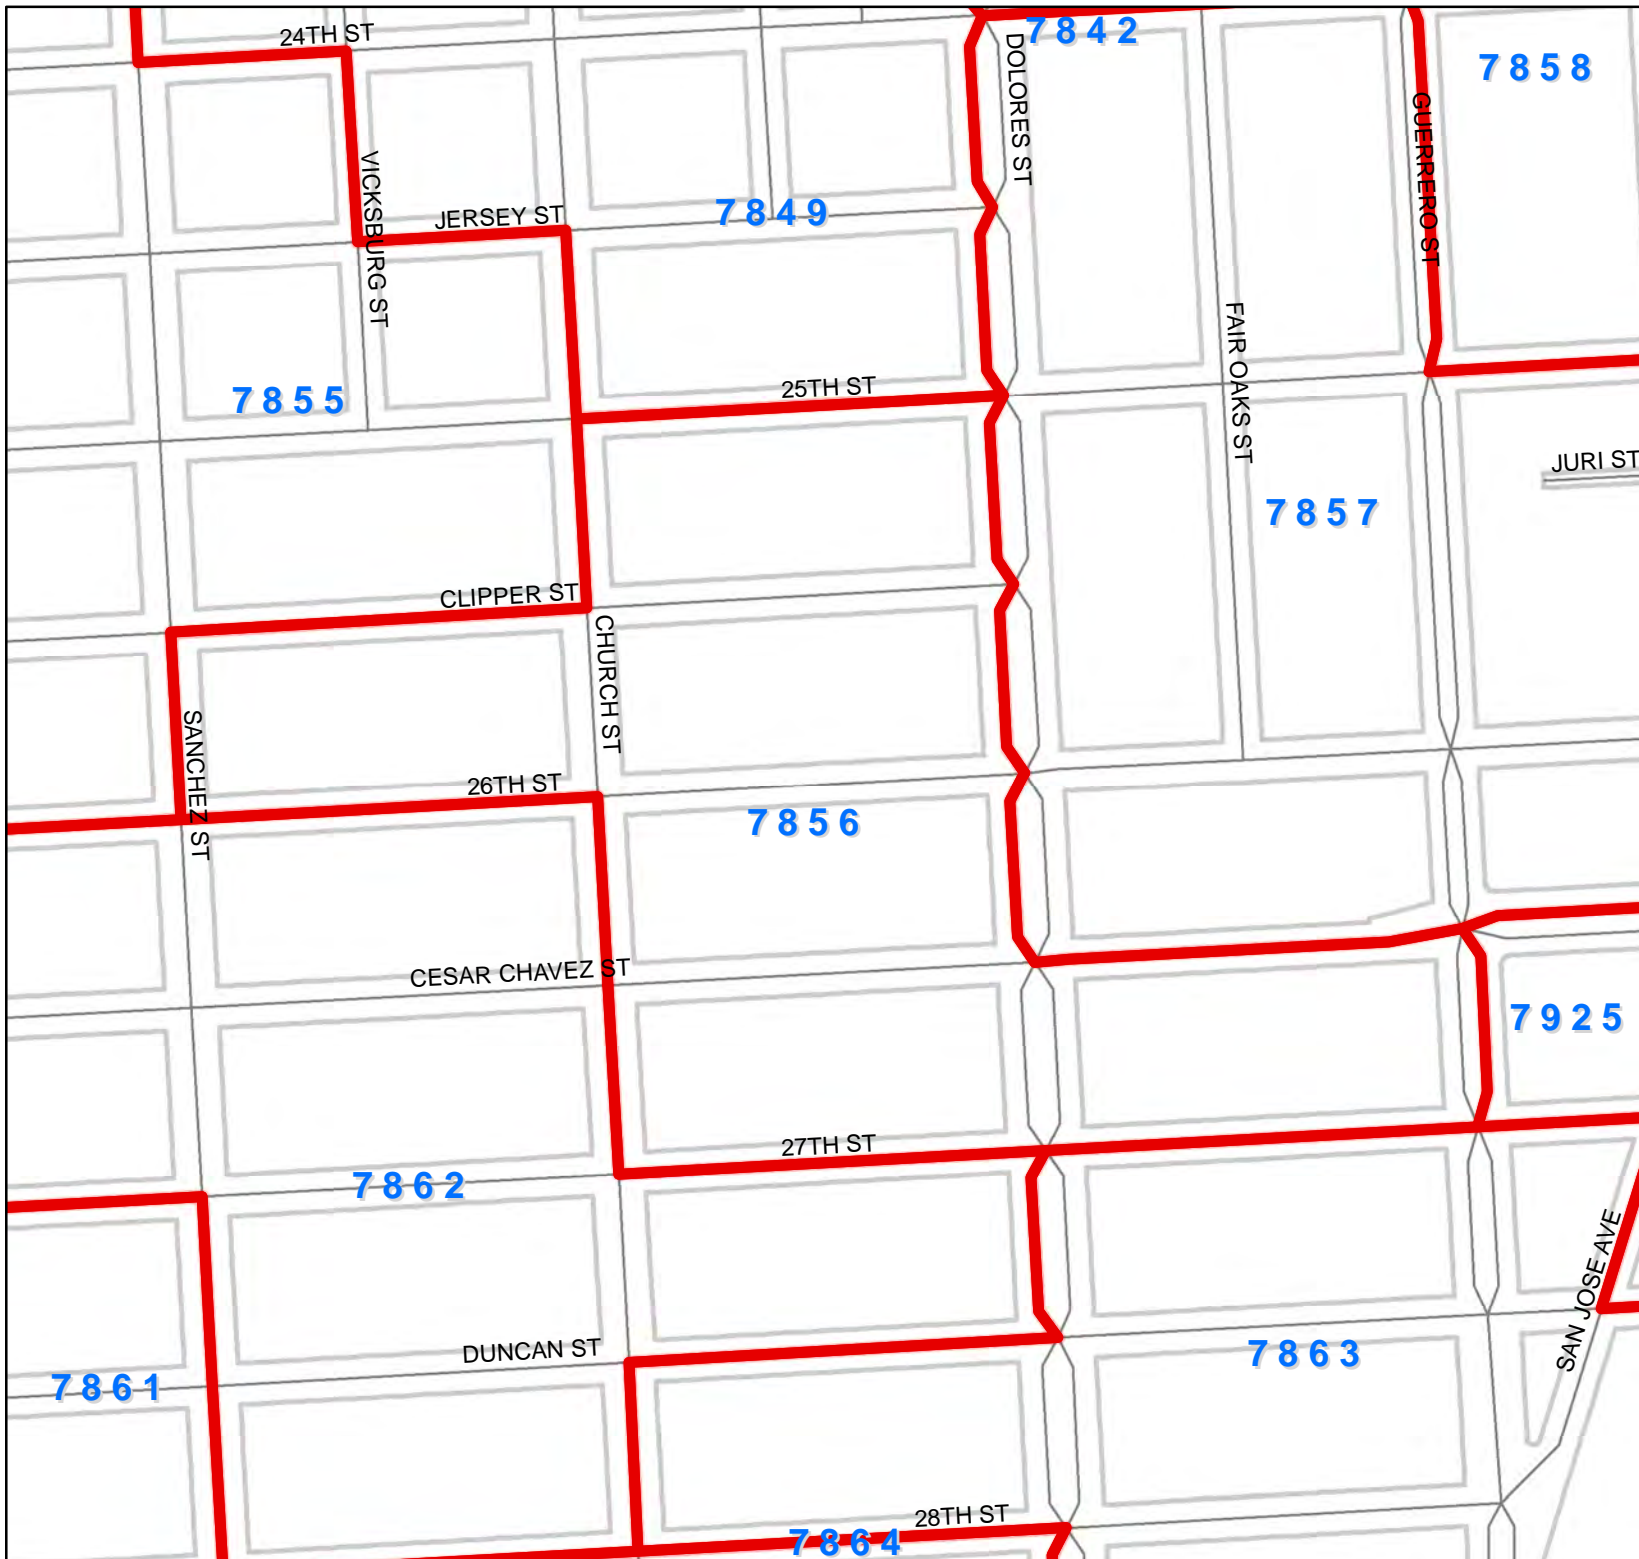 7842
24TH ST
7858
DOLORES ST
GUERRERO ST
VICKSBURG ST
JERSEY ST
7849
FAIR OAKS ST
25TH ST
7855
JURI ST
7857
CLIPPER ST
CHURCH ST
SANCHEZ ST
26TH ST
7856
CESAR CHAVEZ ST
7925
27TH ST
7862
SAN JOSE AVE
DUNCAN ST
7863
7861
28TH ST
7864